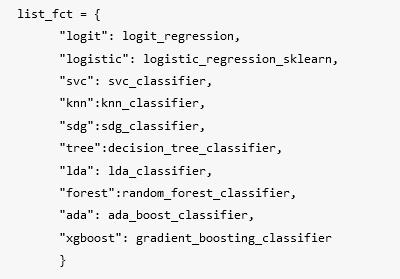 list_fct = {
"logit": logit_regression,
"logistic": logistic_regression_sklearn,
"svc": svc_classifier,
"knn":knn_classifier,
"sdg":sdg_classifier,
"tree":decision_tree_classifier,
"lda": lda_classifier,
"forest":random_forest_classifier,
"ada": ada_boost_classifier,
"xgboost": gradient_boosting_classifier
}